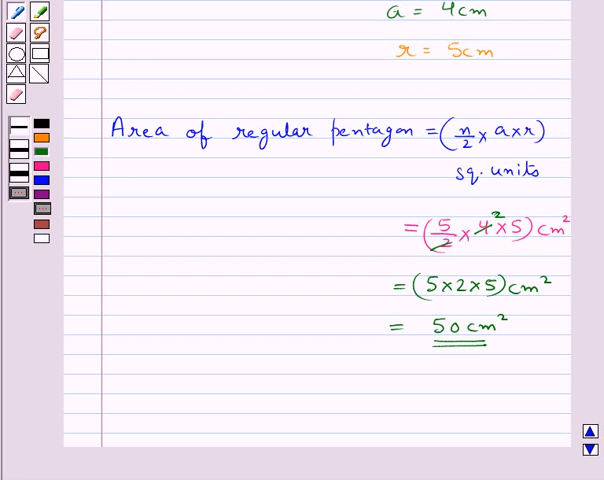 a = 4cm
r = 5cm
Area of regular pentagon = (n/2 × a × r)
sq. units
= (5/2 × 4² × 5) cm²
= (5×2×5) cm²
= 50 cm²